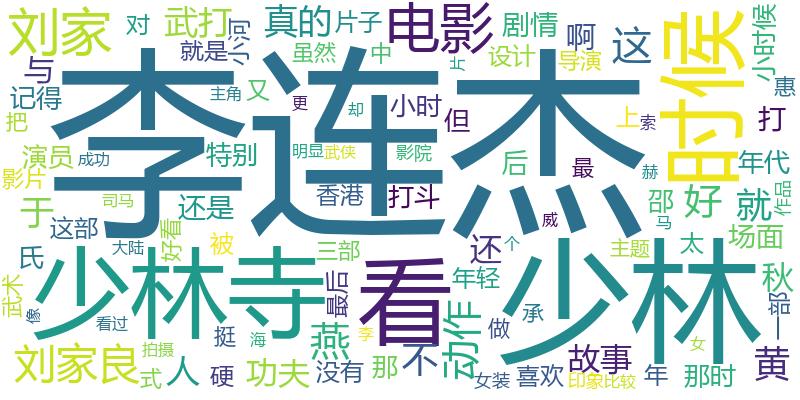 刘家
对
武打
小河
真的
片子
电影
剧情
啊
这
时候
小时候
与
就是
虽然
中
片
设计
导演
记得
主角
又
更
却
小时
但
上
索
惠
打
把
李连杰
演员
成功
特别
明显
武侠
影院
后
最
赫
年代
作品
影片
司马
香港
打斗
邵
好
就
于
这部
还是
威
马
好看
被
三部
还
个
主题
太
场面
氏
大陆
少林寺
看
少林
秋
武术
最后
年轻
动作
一部
像
看过
燕
海
挺
李
做
承
女
黄
刘家良
拍摄
式
人
硬
功夫
没有
那
不
女装
喜欢
故事
印象
比较
年
那时